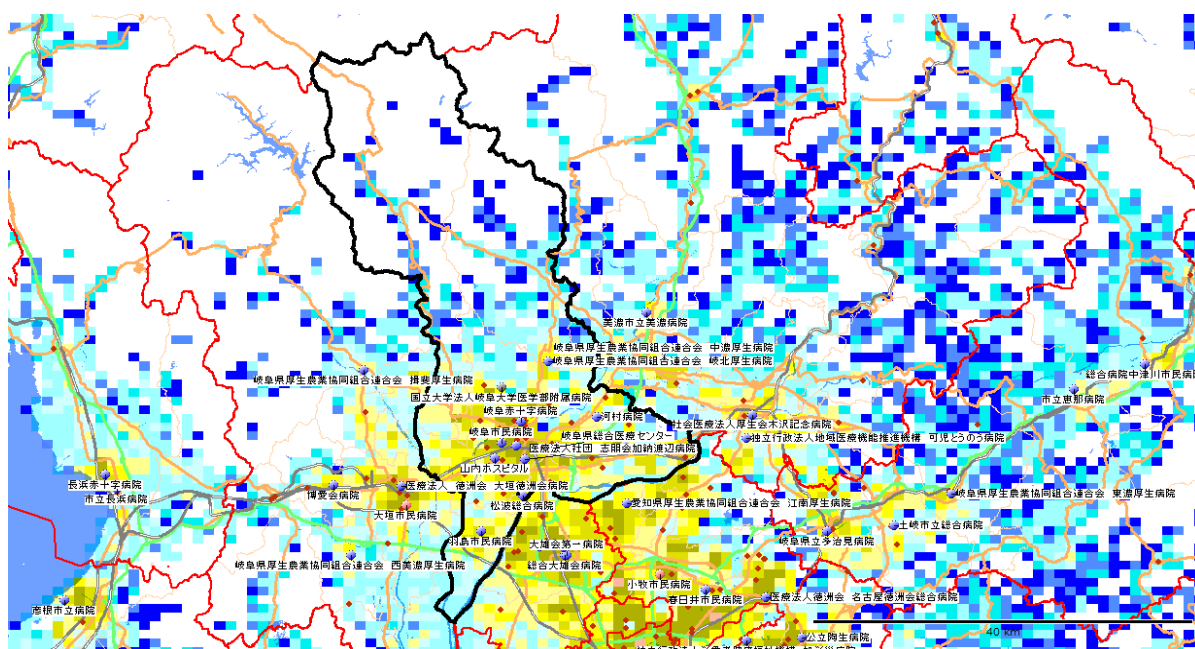 美濃市立美濃病院
岐阜県厚生農業協同組合連合会 中濃厚生病院
岐阜県厚生農業協同組合連合会 岐北厚生病院
総合病院中津川市民病院
岐阜県厚生農業協同組合連合会 揖斐厚生病院
市立恵那病院
国立大学法人岐阜大学医学部附属病院
岐阜赤十字病院
河村病院
社会医療法人厚生会木沢記念病院
岐阜市民病院
岐阜県総合医療センター
独立行政法人地域医療機能推進機構 可児とうのう病院
医療法人社団 志朋会加納渡辺病院
山内ホスピタル
長浜赤十字病院
医療法人 徳洲会 大垣徳洲会病院
市立長浜病院
博愛会病院
岐阜県厚生農業協同組合連合会 東濃厚生病院
松波総合病院
愛知県厚生農業協同組合連合会 江南厚生病院
大垣市民病院
土岐市立総合病院
羽島市民病院
岐阜県立多治見病院
大雄会第一病院
岐阜県厚生農業協同組合連合会 西美濃厚生病院
総合大雄会病院
小牧市民病院
春日井市民病院
医療法人徳洲会 名古屋徳洲会総合病院
彦根市立病院
40 km
公立陶生病院